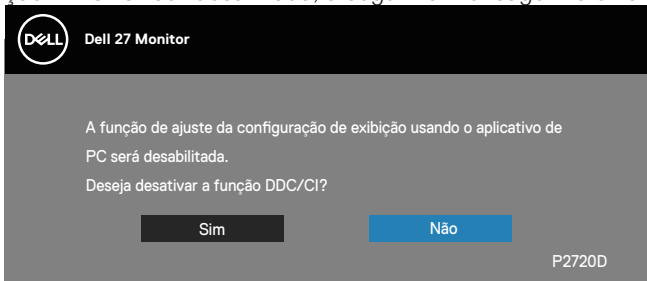 DELL
Dell 27 Monitor
A função de ajuste da configuração de exibição usando o aplicativo de
PC será desabilitada.
Deseja desativar a função DDC/CI?
Sim
Não
P2720D